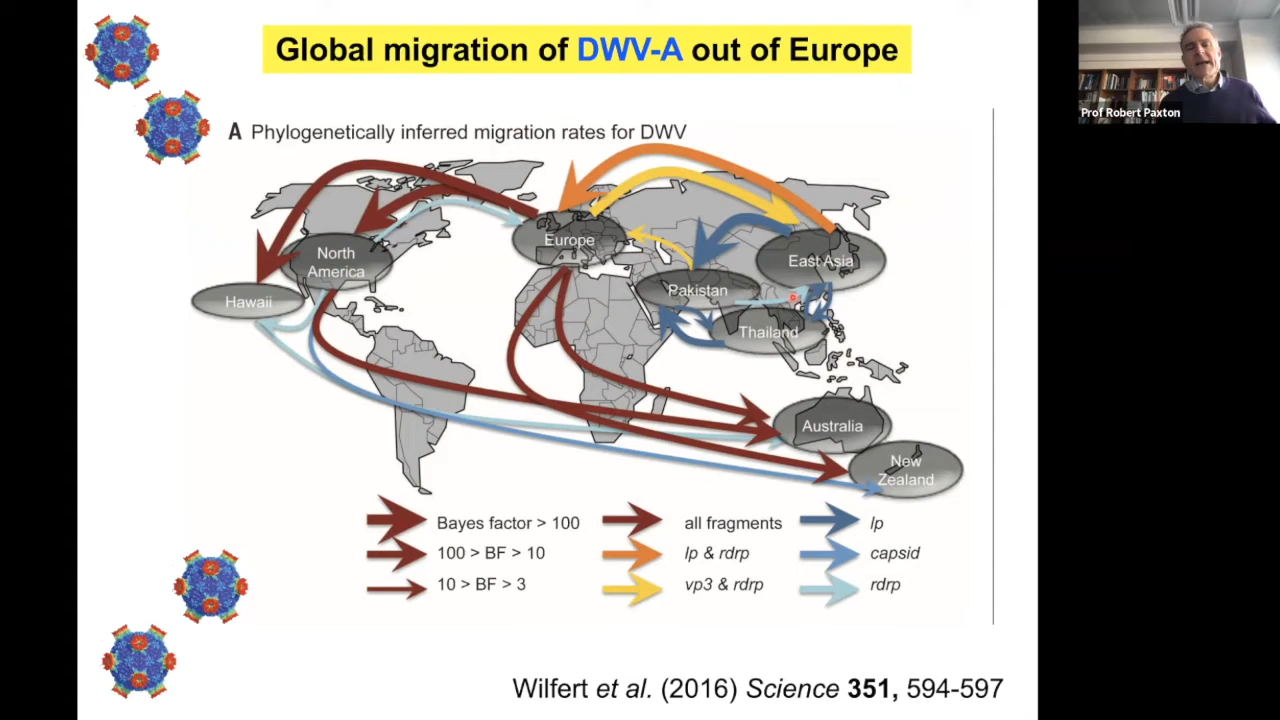 Global migration of DWV-A out of Europe
Prof Robert Paxton
A Phylogenetically inferred migration rates for DWV
North
America
Hawaii
Europe
East Asia
Pakistan
Thailand
Australia
New
Zealand
Bayes factor > 100
100 > BF > 10
10 > BF > 3
all fragments
lp & rdrp
vp3 & rdrp
lp
capsid
rdrp
Wilfert et al. (2016) Science 351, 594-597